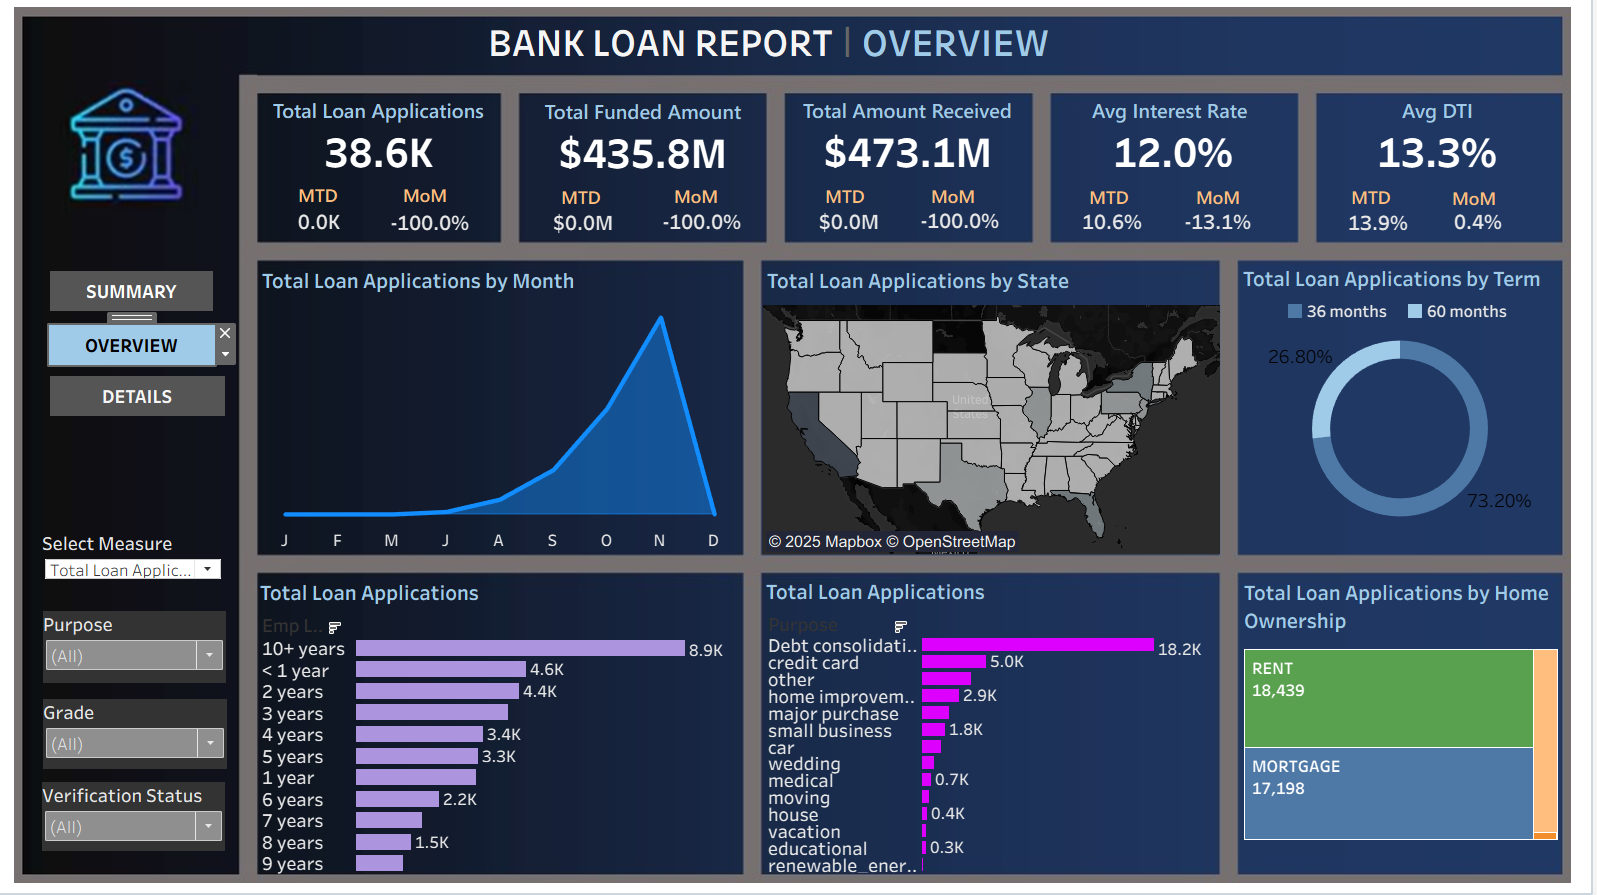 BANK LOAN REPORT | OVERVIEW
Total Loan Applications
38.6K
MTD
MoM
0.0K
-100.0%
Total Funded Amount
$435.8M
MTD
MoM
$0.0M
-100.0%
Total Amount Received
$473.1M
MTD
MoM
$0.0M
-100.0%
Avg Interest Rate
12.0%
MTD
MoM
10.6%
-13.1%
Avg DTI
13.3%
MTD
MoM
13.9%
0.4%
SUMMARY
OVERVIEW
DETAILS
Select Measure
Total Loan Applic...
Purpose
(All)
Grade
(All)
Verification Status
(All)
Total Loan Applications by Month
J F M J A S O N D
Total Loan Applications by State
United
States
© 2025 Mapbox © OpenStreetMap
Total Loan Applications by Term
36 months
60 months
26.80%
73.20%
Total Loan Applications
Emp L..
10+ years 8.9K
< 1 year 4.6K
2 years 4.4K
3 years
4 years 3.4K
5 years 3.3K
1 year
6 years 2.2K
7 years
8 years 1.5K
9 years
Total Loan Applications
Purpose
Debt consolidati.. 18.2K
credit card 5.0K
other
home improvem.. 2.9K
major purchase
small business 1.8K
car
wedding
medical 0.7K
moving
house 0.4K
vacation
educational 0.3K
renewable_ener..
Total Loan Applications by Home
Ownership
RENT
18,439
MORTGAGE
17,198